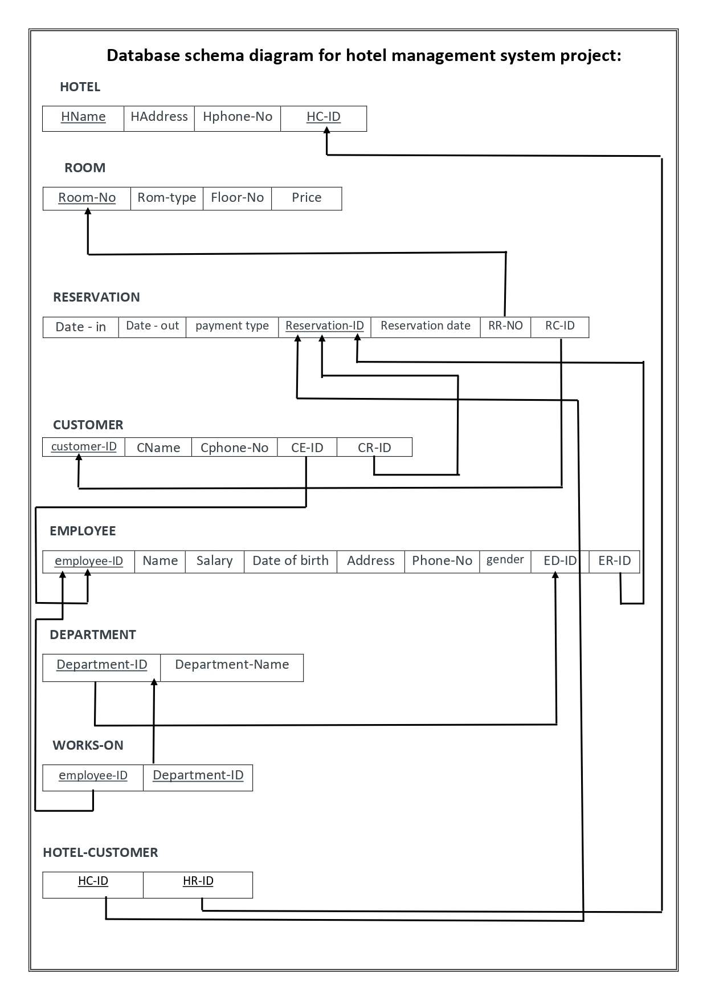 Database schema diagram for hotel management system project:
HOTEL
HName HAddress Hphone-No HC-ID
ROOM
Room-No Rom-type Floor-No Price
RESERVATION
Date - in Date - out payment type Reservation-ID Reservation date RR-NO RC-ID
CUSTOMER
customer-ID CName Cphone-No CE-ID CR-ID
EMPLOYEE
employee-ID Name Salary Date of birth Address Phone-No gender ED-ID ER-ID
DEPARTMENT
Department-ID Department-Name
WORKS-ON
employee-ID Department-ID
HOTEL-CUSTOMER
HC-ID HR-ID